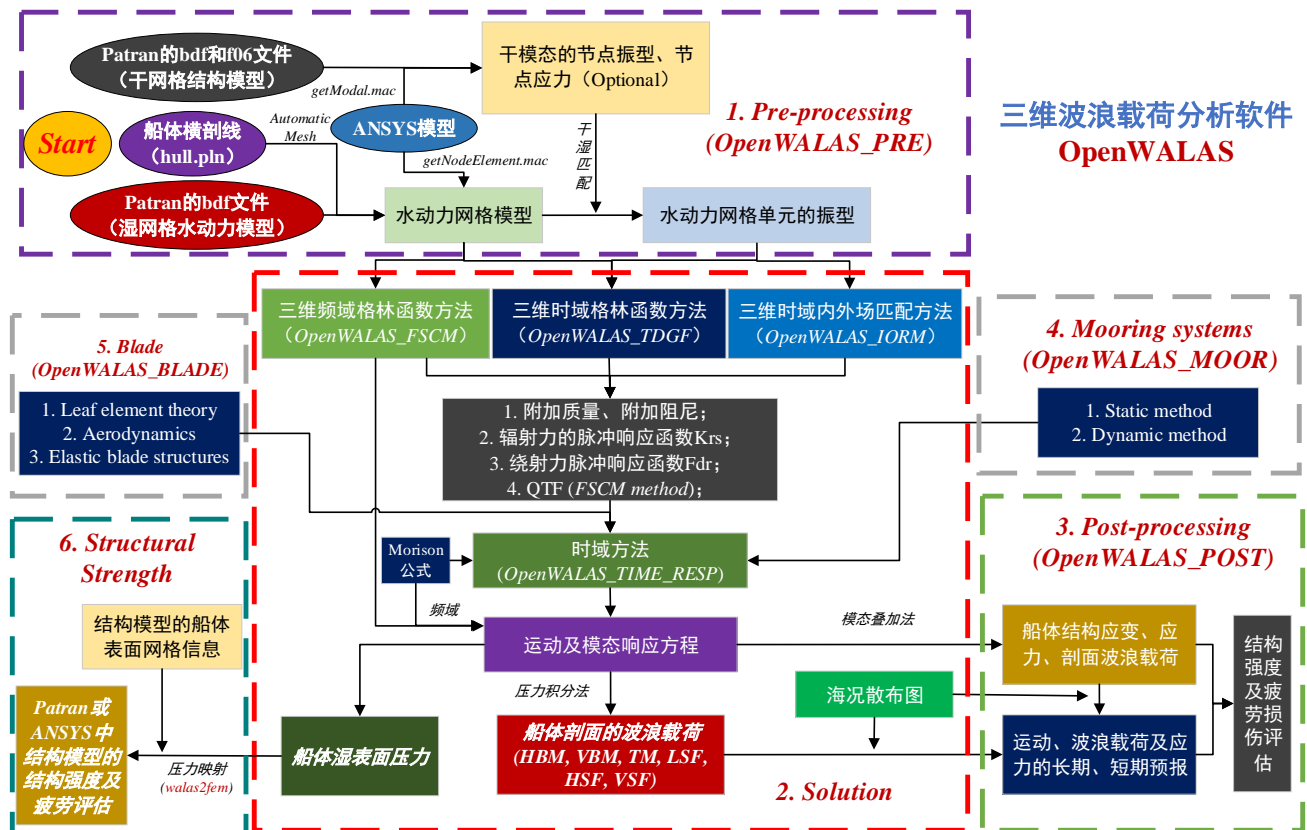 Patran的bdf和f06文件
（干网格结构模型）
getModal.mac
干模态的节点振型、节
点应力（Optional）
Start
船体横剖线
（hull.pln）
Automatic
Mesh
ANSYS模型
getNodeElement.mac
干湿匹配
1. Pre-processing
(OpenWALAS_PRE)
三维波浪载荷分析软件
OpenWALAS
Patran的bdf文件
（湿网格水动力模型）
水动力网格模型
水动力网格单元的振型
三维频域格林函数方法
（OpenWALAS_FSCM）
三维时域格林函数方法
（OpenWALAS_TDGF）
三维时域内外场匹配方法
（OpenWALAS_IORM）
5. Blade
(OpenWALAS_BLADE)
1. Leaf element theory
2. Aerodynamics
3. Elastic blade structures
4. Mooring systems
(OpenWALAS_MOOR)
1. Static method
2. Dynamic method
1. 附加质量、附加阻尼；
2. 辐射力的脉冲响应函数Krs；
3. 绕射力脉冲响应函数Fdr；
4. QTF (FSCM method)；
6. Structural
Strength
Morison
公式
时域方法
(OpenWALAS_TIME_RESP)
3. Post-processing
(OpenWALAS_POST)
频域
结构模型的船体
表面网格信息
运动及模态响应方程
模态叠加法
船体结构应变、应
力、剖面波浪载荷
结构
强度
及疲
劳损
伤评
估
压力积分法
海况散布图
Patran或
ANSYS中
结构模型的
结构强度及
疲劳评估
压力映射
(walas2fem)
船体湿表面压力
船体剖面的波浪载荷
(HBM, VBM, TM, LSF,
HSF, VSF)
运动、波浪载荷及应
力的长期、短期预报
2. Solution